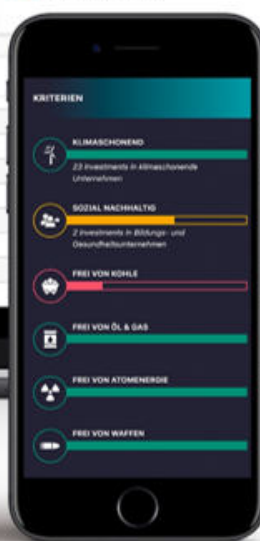 KRITERIEN
KLIMASCHONEND
23 Investments in klimaschonende
Unternehmen
SOZIAL NACHHALTIG
2 Investments in Bildungs- und
Gesundheitsunternehmen
FREI VON KOHLE
FREI VON ÖL & GAS
FREI VON ATOMENERGIE
FREI VON WAFFEN